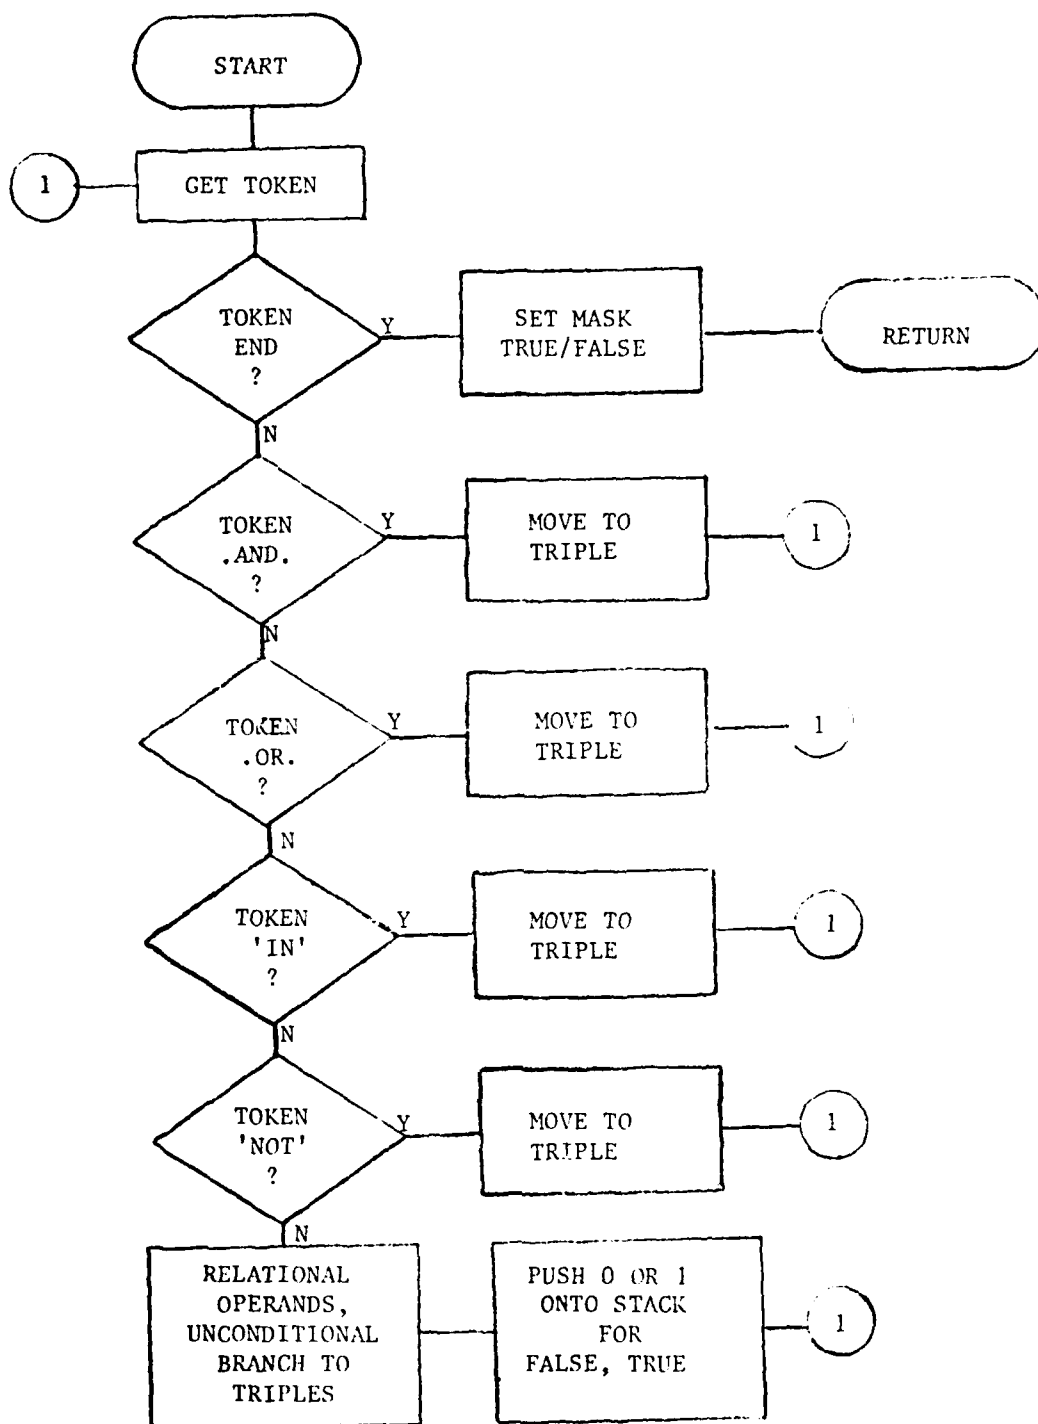 START
1
GET TOKEN
TOKEN
END
?
Y
SET MASK
TRUE/FALSE
RETURN
N
TOKEN
.AND.
?
Y
MOVE TO
TRIPLE
1
N
TOKEN
.OR.
?
Y
MOVE TO
TRIPLE
1
N
TOKEN
'IN'
?
Y
MOVE TO
TRIPLE
1
N
TOKEN
'NOT'
?
Y
MOVE TO
TRIPLE
1
N
RELATIONAL
OPERANDS,
UNCONDITIONAL
BRANCH TO
TRIPLES
PUSH 0 OR 1
ONTO STACK
FOR
FALSE, TRUE
1